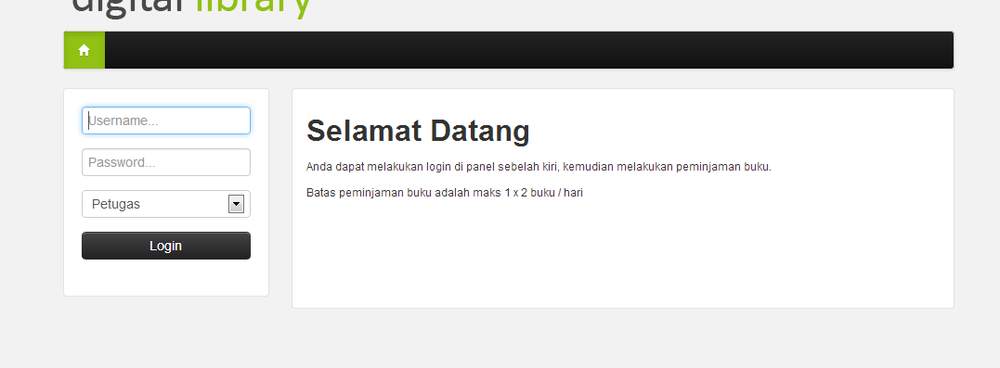 digital library
Username...
Password...
Petugas
Login
Selamat Datang
Anda dapat melakukan login di panel sebelah kiri, kemudian melakukan peminjaman buku.
Batas peminjaman buku adalah maks 1 x 2 buku / hari